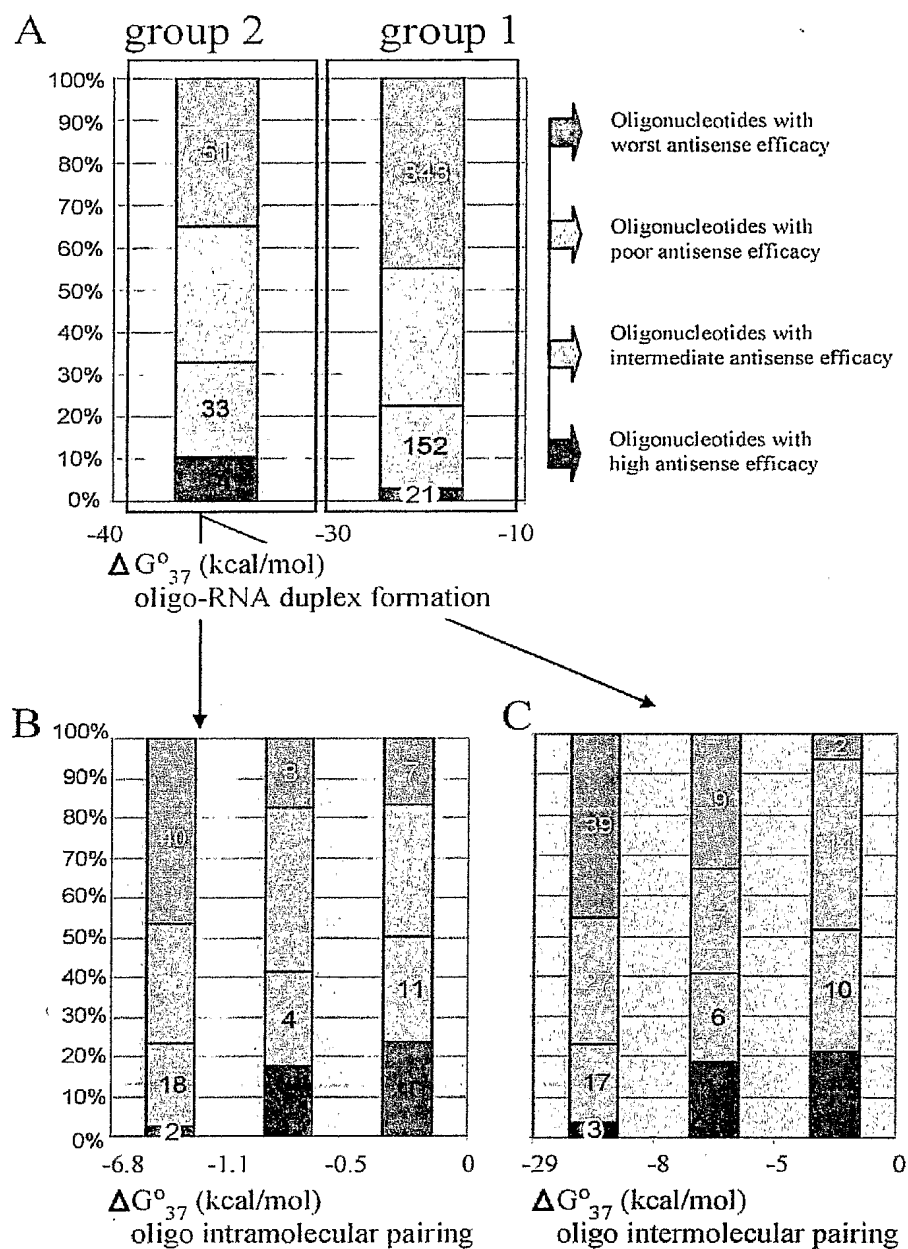 A
group 2
group 1
100%
90%
80%
70%
60%
50%
40%
30%
20%
10%
0%
51
343
33
152
21
-40
-30
-10
Oligonucleotides with
worst antisense efficacy
Oligonucleotides with
poor antisense efficacy
Oligonucleotides with
intermediate antisense efficacy
Oligonucleotides with
high antisense efficacy
ΔG°37 (kcal/mol)
oligo-RNA duplex formation
B
100%
90%
80%
70%
60%
50%
40%
30%
20%
10%
0%
40
18
2
4
7
11
-6.8
-1.1
-0.5
0
ΔG°37 (kcal/mol)
oligo intramolecular pairing
C
39
17
3
9
6
2
10
-29
-8
-5
0
ΔG°37 (kcal/mol)
oligo intermolecular pairing